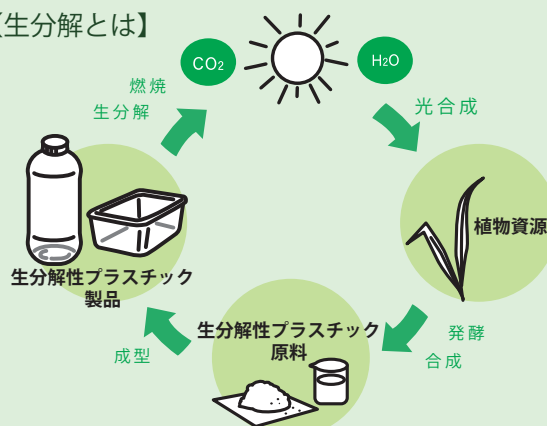 【生分解とは】
CO₂
H₂O
燃焼
生分解
光合成
植物資源
生分解性プラスチック
製品
生分解性プラスチック
原料
発酵
合成
成型